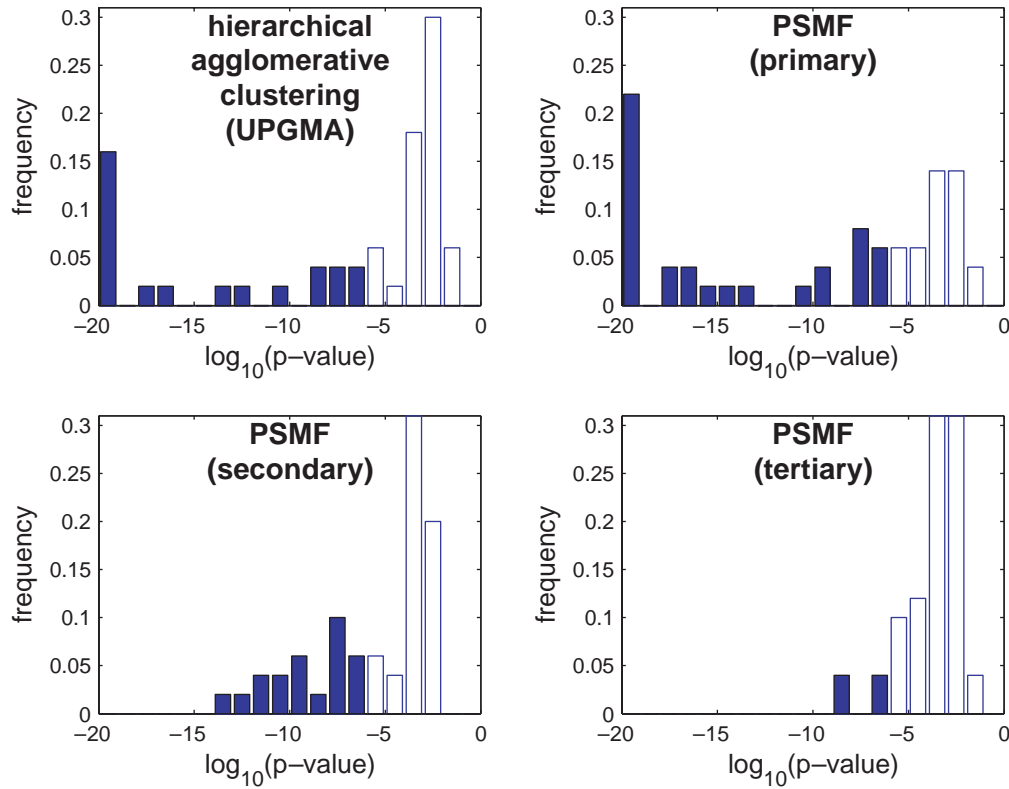 hierarchical
agglomerative
clustering
(UPGMA)
frequency
0.3
0.25
0.2
0.15
0.1
0.05
0
−20 −15 −10 −5 0
log10(p−value)
PSMF
(primary)
frequency
0.3
0.25
0.2
0.15
0.1
0.05
0
−20 −15 −10 −5 0
log10(p−value)
PSMF
(secondary)
frequency
0.3
0.25
0.2
0.15
0.1
0.05
0
−20 −15 −10 −5 0
log10(p−value)
PSMF
(tertiary)
frequency
0.3
0.25
0.2
0.15
0.1
0.05
0
−20 −15 −10 −5 0
log10(p−value)